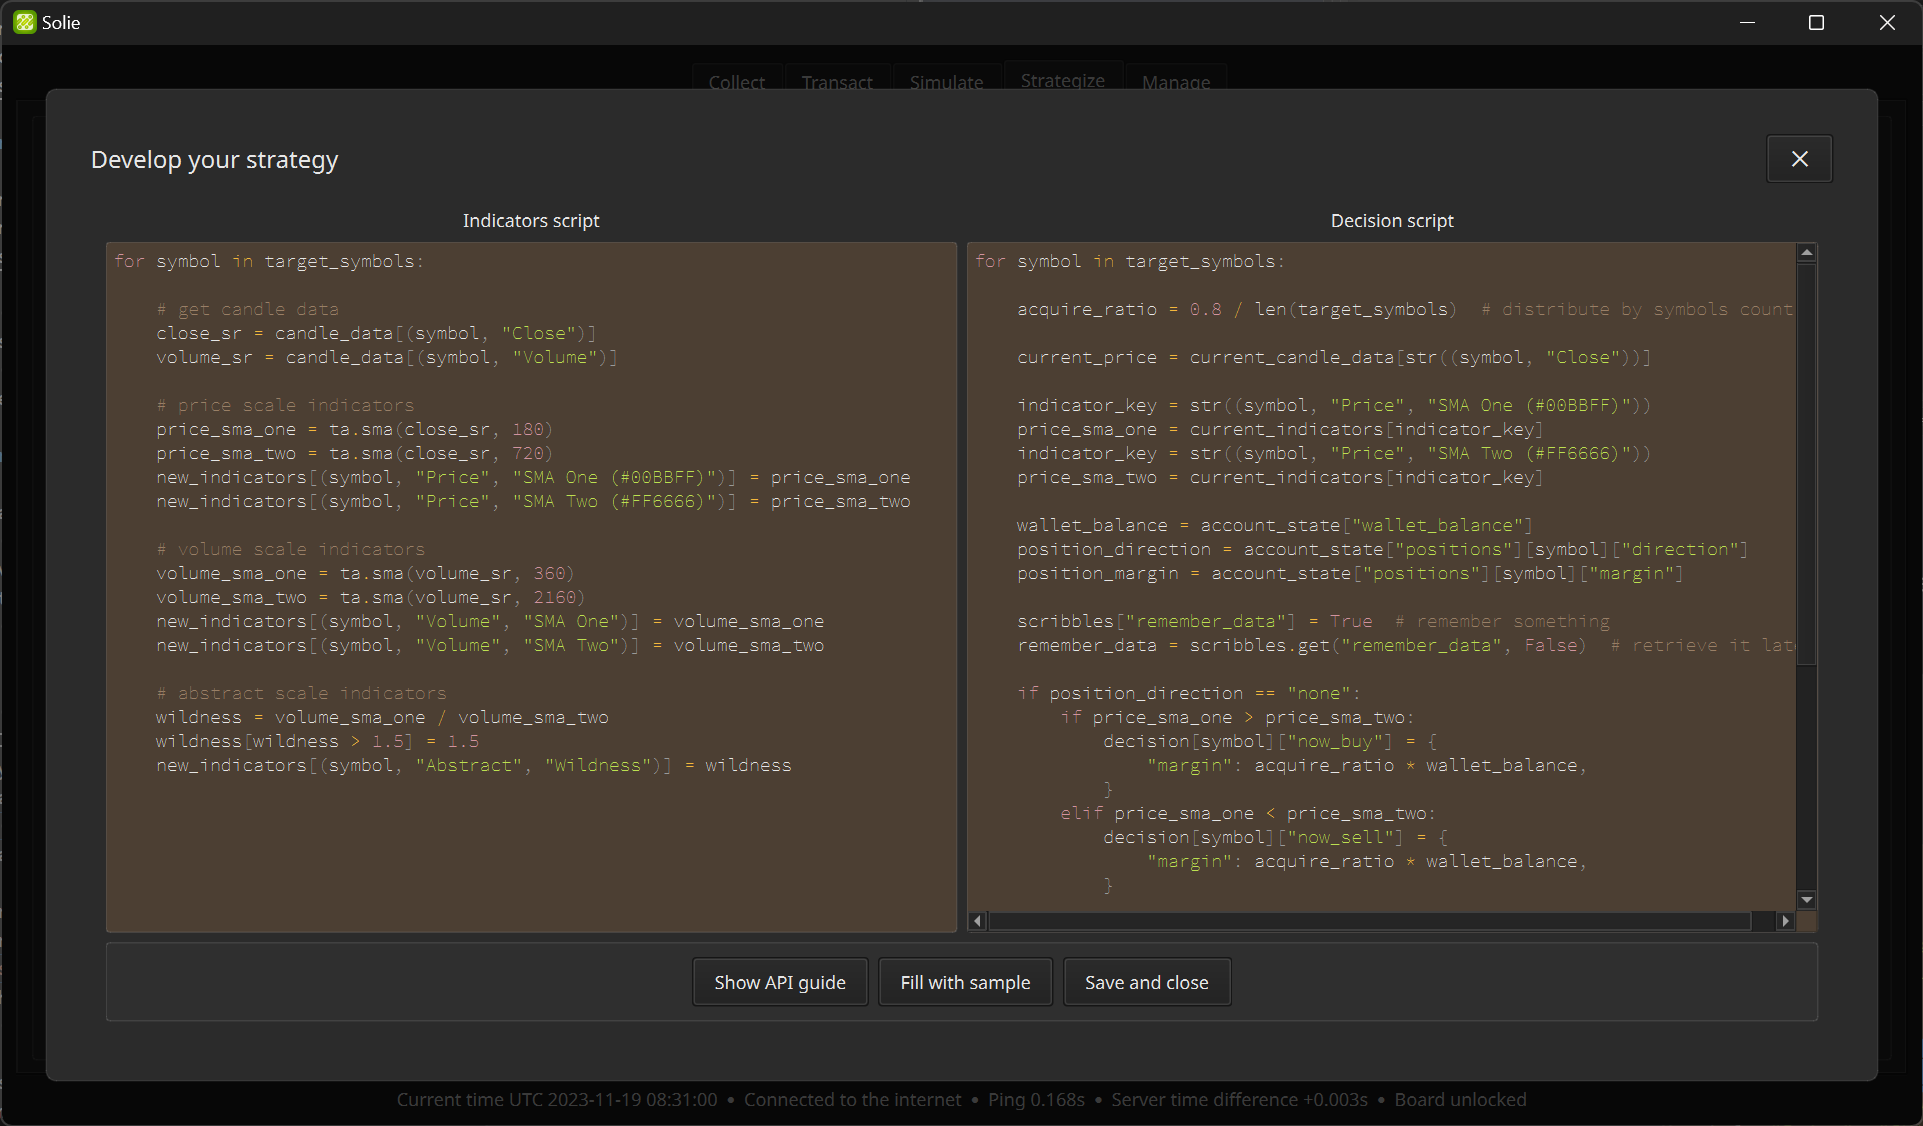 Solie
Collect Transact Simulate Strategize Manage
Develop your strategy
Indicators script
for symbol in target_symbols:
# get candle data
close_sr = candle_data[(symbol, "Close")]
volume_sr = candle_data[(symbol, "Volume")]
# price scale indicators
price_sma_one = ta.sma(close_sr, 180)
price_sma_two = ta.sma(close_sr, 720)
new_indicators[(symbol, "Price", "SMA One (#00BBFF)")] = price_sma_one
new_indicators[(symbol, "Price", "SMA Two (#FF6666)")] = price_sma_two
# volume scale indicators
volume_sma_one = ta.sma(volume_sr, 360)
volume_sma_two = ta.sma(volume_sr, 2160)
new_indicators[(symbol, "Volume", "SMA One")] = volume_sma_one
new_indicators[(symbol, "Volume", "SMA Two")] = volume_sma_two
# abstract scale indicators
wildness = volume_sma_one / volume_sma_two
wildness[wildness > 1.5] = 1.5
new_indicators[(symbol, "Abstract", "Wildness")] = wildness
Decision script
for symbol in target_symbols:
acquire_ratio = 0.8 / len(target_symbols)  # distribute by symbols count
current_price = current_candle_data[str((symbol, "Close"))]
indicator_key = str((symbol, "Price", "SMA One (#00BBFF)"))
price_sma_one = current_indicators[indicator_key]
indicator_key = str((symbol, "Price", "SMA Two (#FF6666)"))
price_sma_two = current_indicators[indicator_key]
wallet_balance = account_state["wallet_balance"]
position_direction = account_state["positions"][symbol]["direction"]
position_margin = account_state["positions"][symbol]["margin"]
scribbles["remember_data"] = True  # remember something
remember_data = scribbles.get("remember_data", False)  # retrieve it
if position_direction == "none":
if price_sma_one > price_sma_two:
decision[symbol]["now_buy"] = {
"margin": acquire_ratio * wallet_balance,
}
elif price_sma_one < price_sma_two:
decision[symbol]["now_sell"] = {
"margin": acquire_ratio * wallet_balance,
}
Show API guide
Fill with sample
Save and close
Current time UTC 2023-11-19 08:31:00 • Connected to the internet • Ping 0.168s • Server time difference +0.003s • Board unlocked